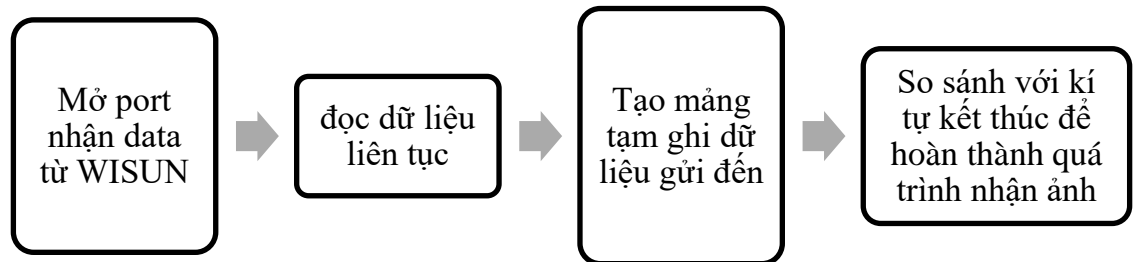 Mở port
nhận data
từ WISUN
đọc dữ liệu
liên tục
Tạo mảng
tạm ghi dữ
liệu gửi đến
So sánh với kí
tự kết thúc để
hoàn thành quá
trình nhận ảnh